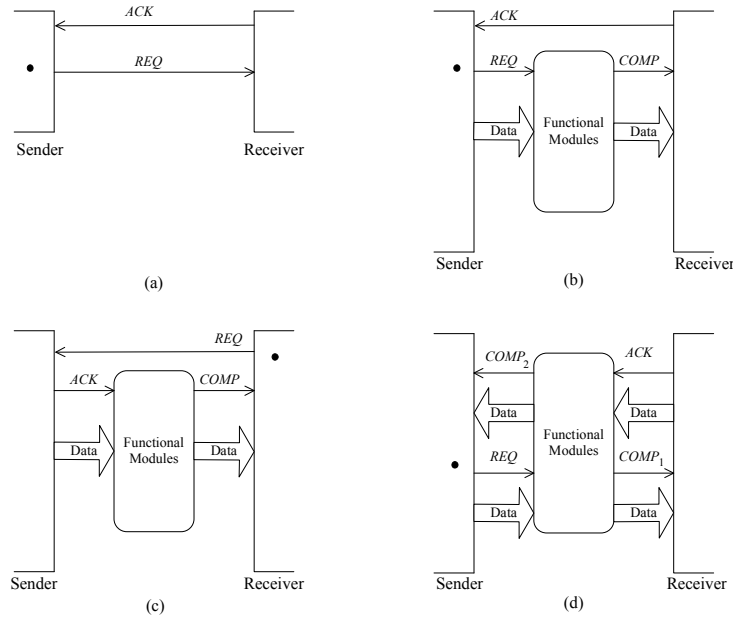 ACK
REQ
Sender
Receiver
(a)
ACK
REQ
COMP
Data
Functional
Modules
Data
Sender
Receiver
(b)
REQ
ACK
COMP
Data
Functional
Modules
Data
Sender
Receiver
(c)
COMP2
ACK
Data
Data
Functional
Modules
REQ
COMP1
Data
Data
Sender
Receiver
(d)